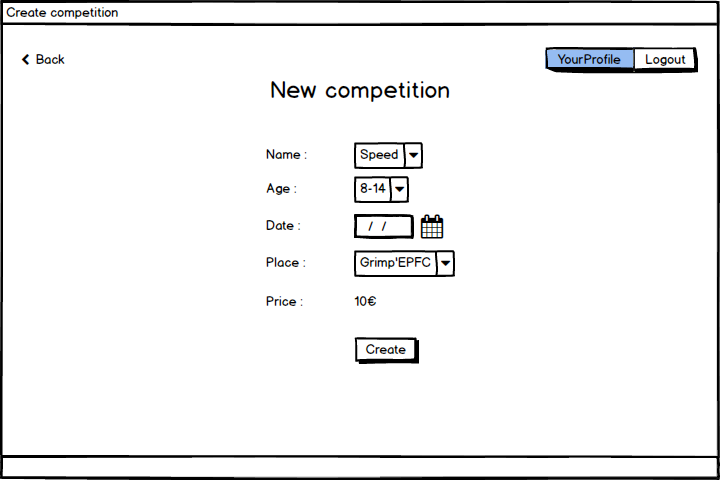 Create competition
Back
YourProfile Logout
New competition
Name : Speed
Age : 8-14
Date : / /
Place : Grimp'EPFC
Price : 10€
Create